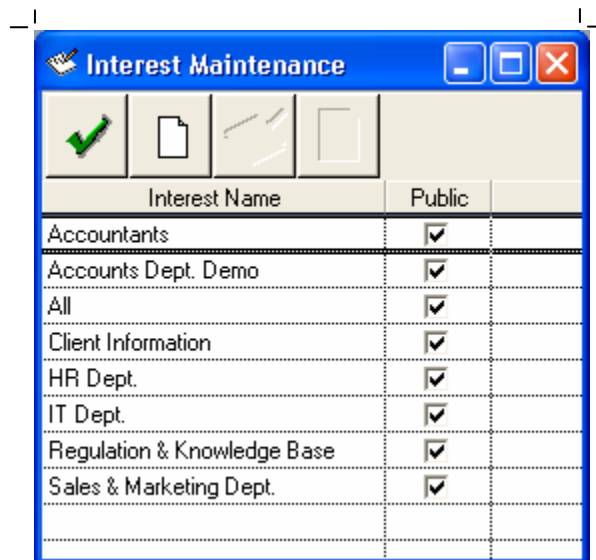 Interest Maintenance
Interest Name Public
Accountants
Accounts Dept. Demo
All
Client Information
HR Dept.
IT Dept.
Regulation & Knowledge Base
Sales & Marketing Dept.